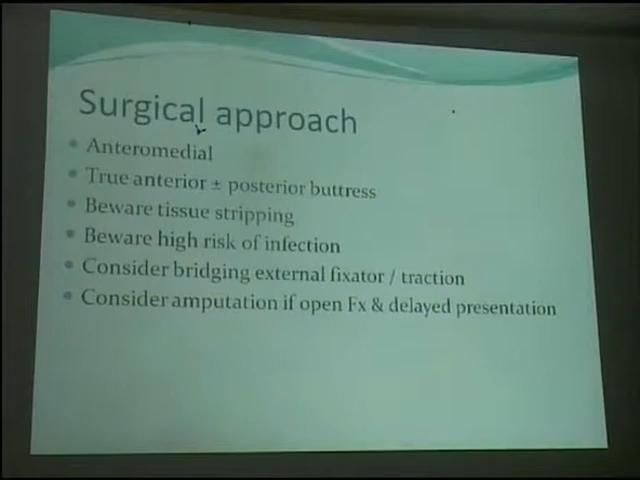 Surgical approach
Anteromedial
True anterior ± posterior buttress
Beware tissue stripping
Beware high risk of infection
Consider bridging external fixator / traction
Consider amputation if open Fx & delayed presentation